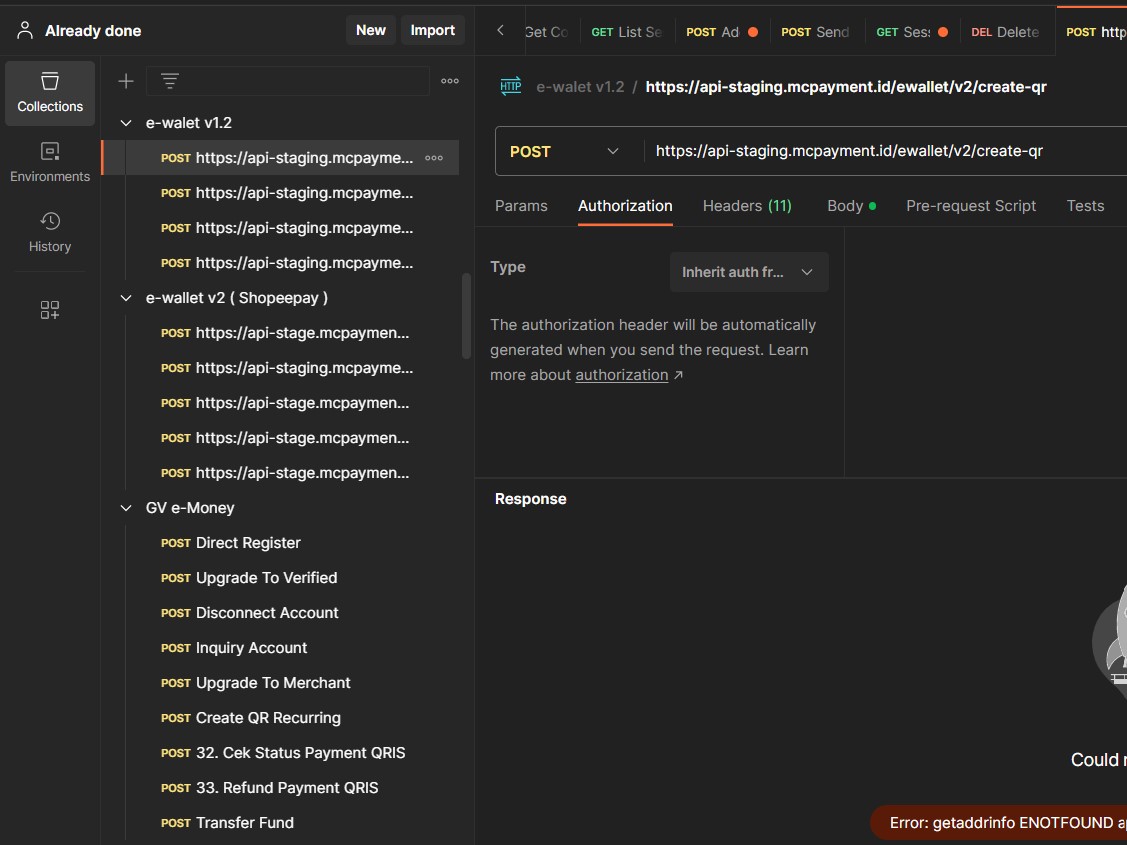 Already done
New
Import
Get Co
GET List Se
POST Ad
POST Send
GET Ses
DEL Delete
POST http
Collections
Environments
History
HTTP e-walet v1.2 / https://api-staging.mcpayment.id/ewallet/v2/create-qr
POST https://api-staging.mcpayment.id/ewallet/v2/create-qr
Params Authorization Headers (11) Body Pre-request Script Tests
e-walet v1.2
POST https://api-staging.mcpayme...
POST https://api-staging.mcpayme...
POST https://api-staging.mcpayme...
POST https://api-staging.mcpayme...
e-wallet v2 ( Shopeepay )
POST https://api-stage.mcpaymen...
POST https://api-staging.mcpayme...
POST https://api-stage.mcpaymen...
POST https://api-stage.mcpaymen...
POST https://api-stage.mcpaymen...
GV e-Money
POST Direct Register
POST Upgrade To Verified
POST Disconnect Account
POST Inquiry Account
POST Upgrade To Merchant
POST Create QR Recurring
POST 32. Cek Status Payment QRIS
POST 33. Refund Payment QRIS
POST Transfer Fund
Type
Inherit auth fr...
The authorization header will be automatically
generated when you send the request. Learn
more about authorization ↗
Response
Could
Error: getaddrinfo ENOTFOUND